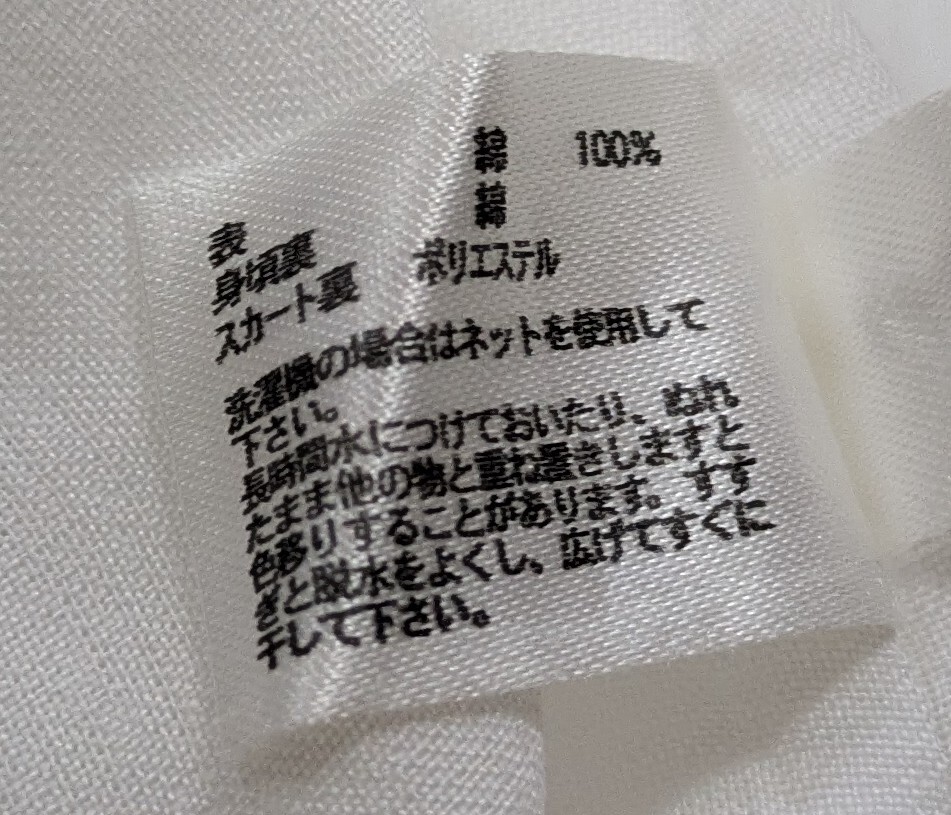 表 綿 100%
身頃裏 綿
スカート裏 ポリエステル
洗濯機の場合はネットを使用して
下さい。
長時間水につけておいたり、ぬれ
たまま他の物と重ね置きしますと
色移りすることがあります。すす
ぎと脱水をよくし、広げてすぐに
干して下さい。